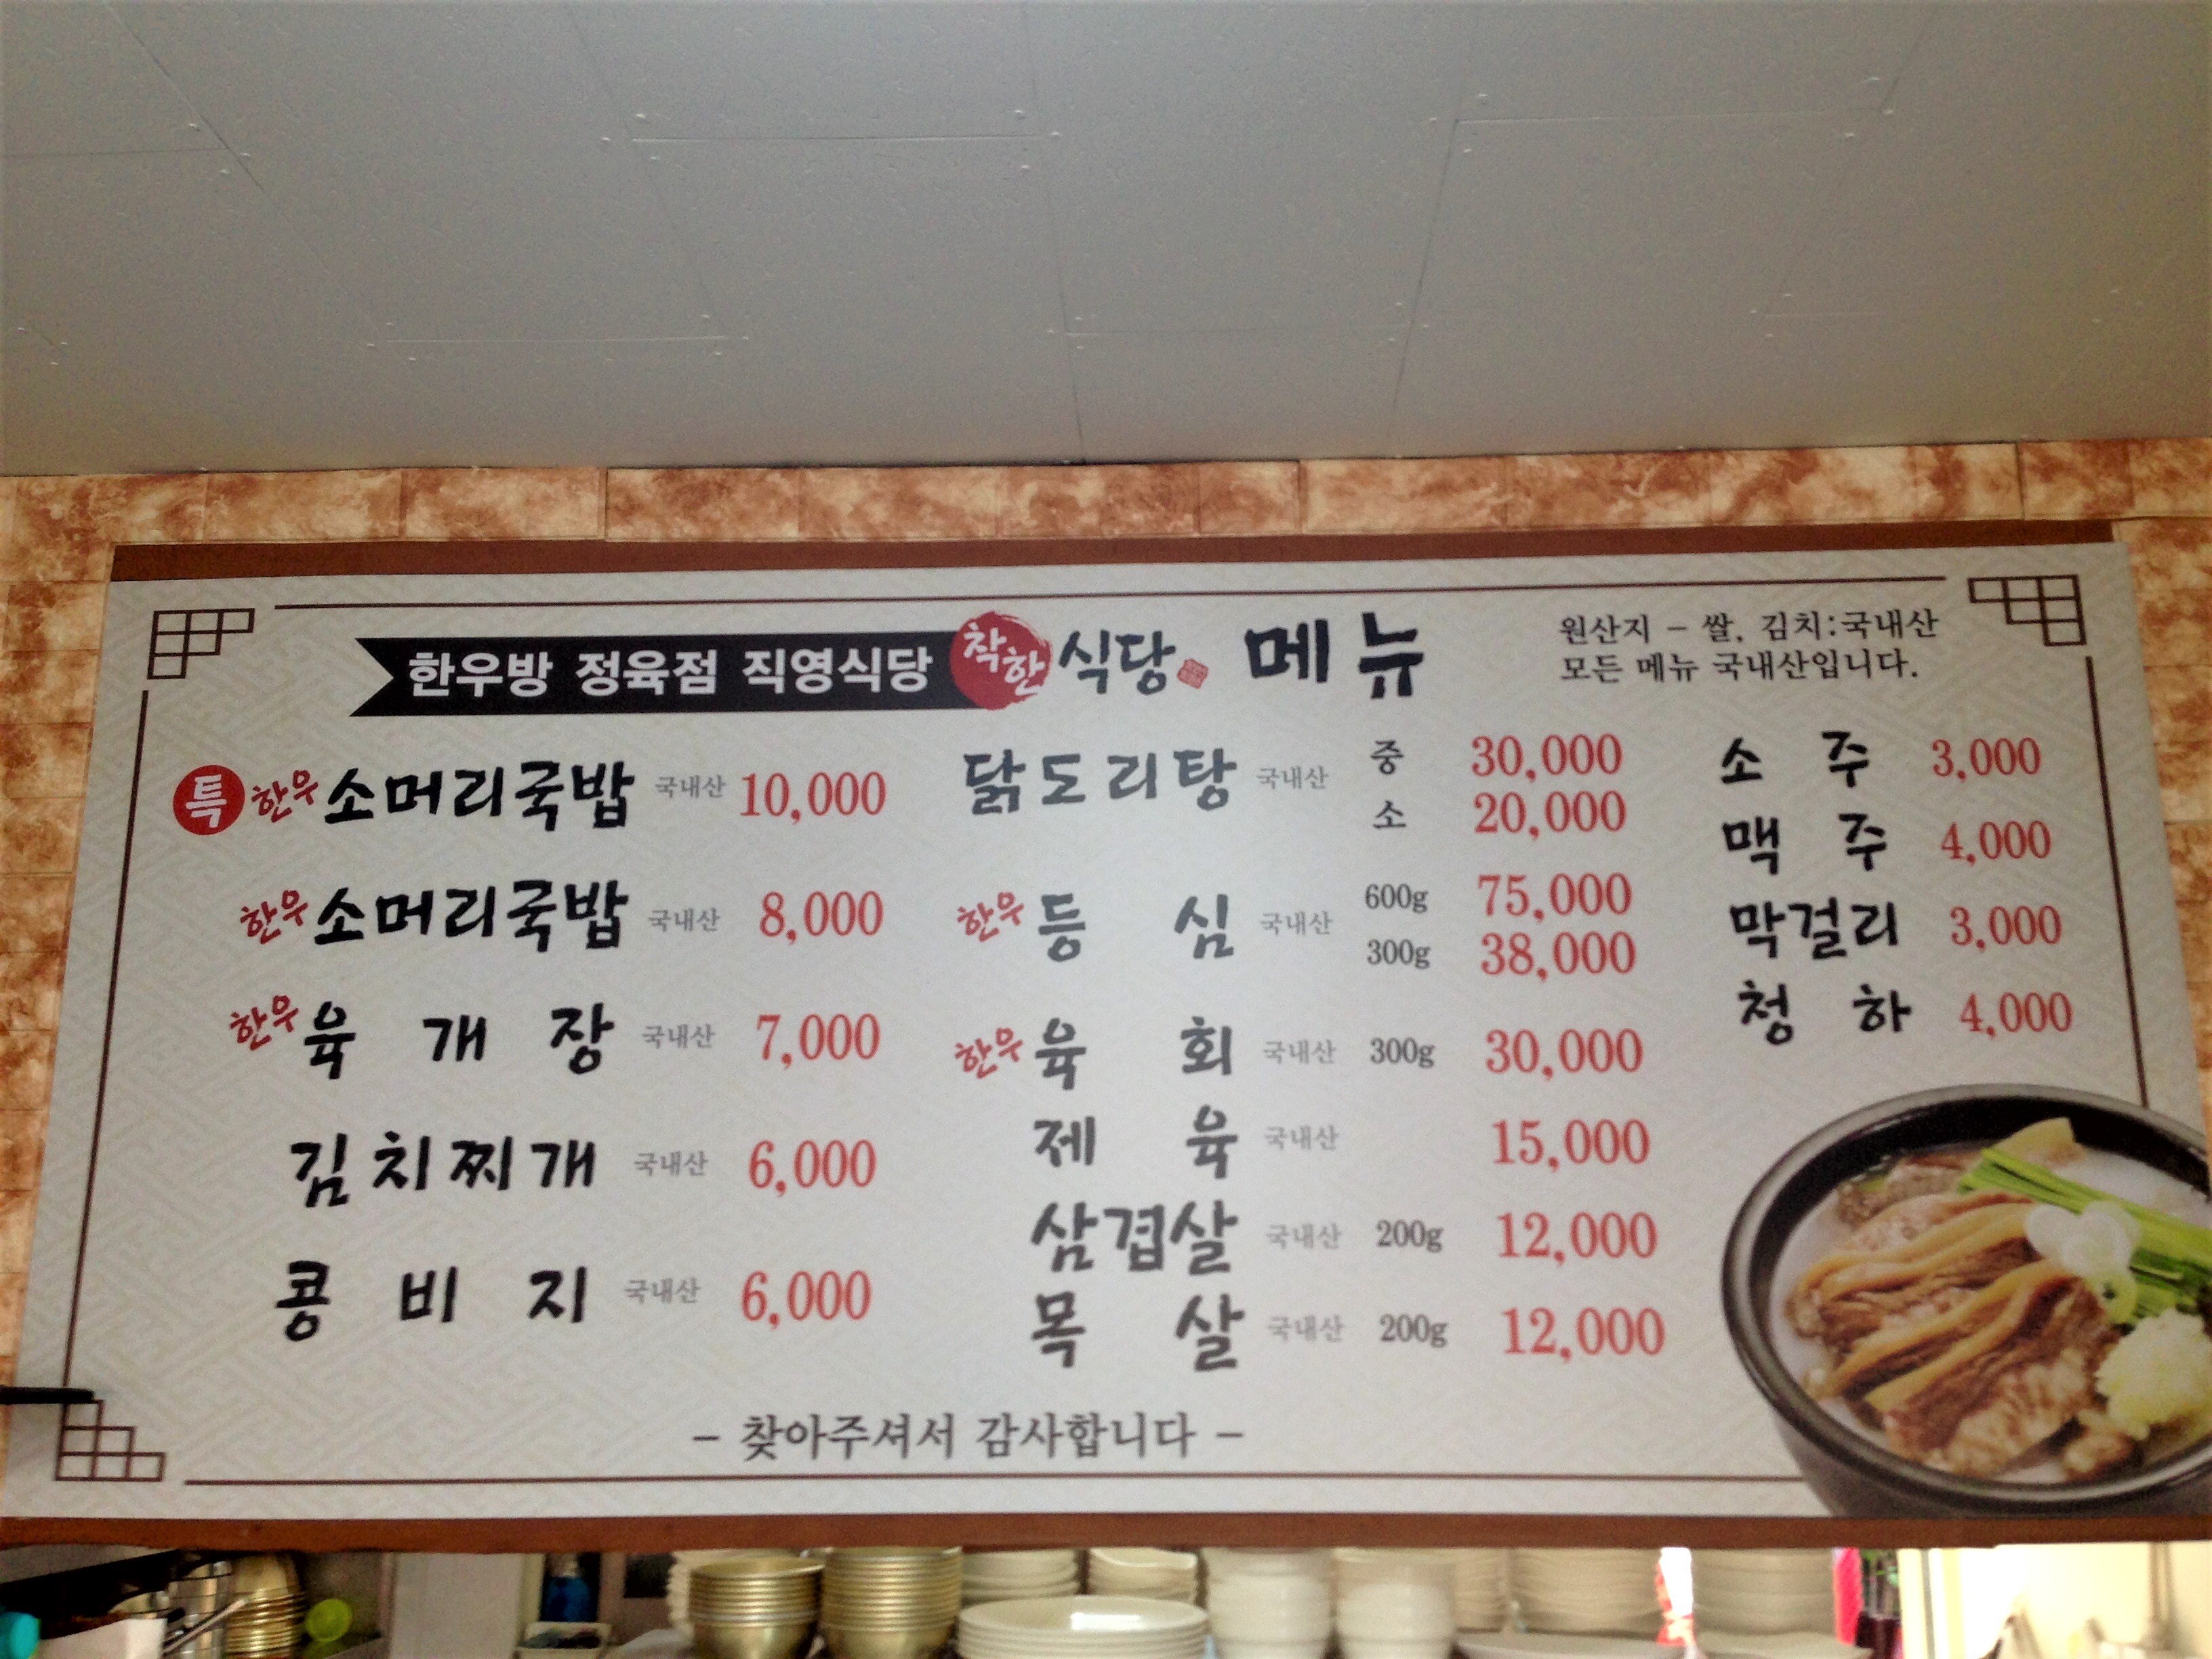 한우방 정육점 직영식당 착한 식당 메뉴
원산지 - 쌀, 김치:국내산
모든 메뉴 국내산입니다.
특 한우 소머리국밥 국내산 10,000
한우 소머리국밥 국내산 8,000
한우 육개장 국내산 7,000
김치찌개 국내산 6,000
콩비지 국내산 6,000
닭도리탕 국내산 중 30,000
소 20,000
한우 등심 국내산 600g 75,000
300g 38,000
한우 육회 국내산 300g 30,000
제육 국내산 15,000
삼겹살 국내산 200g 12,000
목살 국내산 200g 12,000
소주 3,000
맥주 4,000
막걸리 3,000
청하 4,000
- 찾아주셔서 감사합니다 -